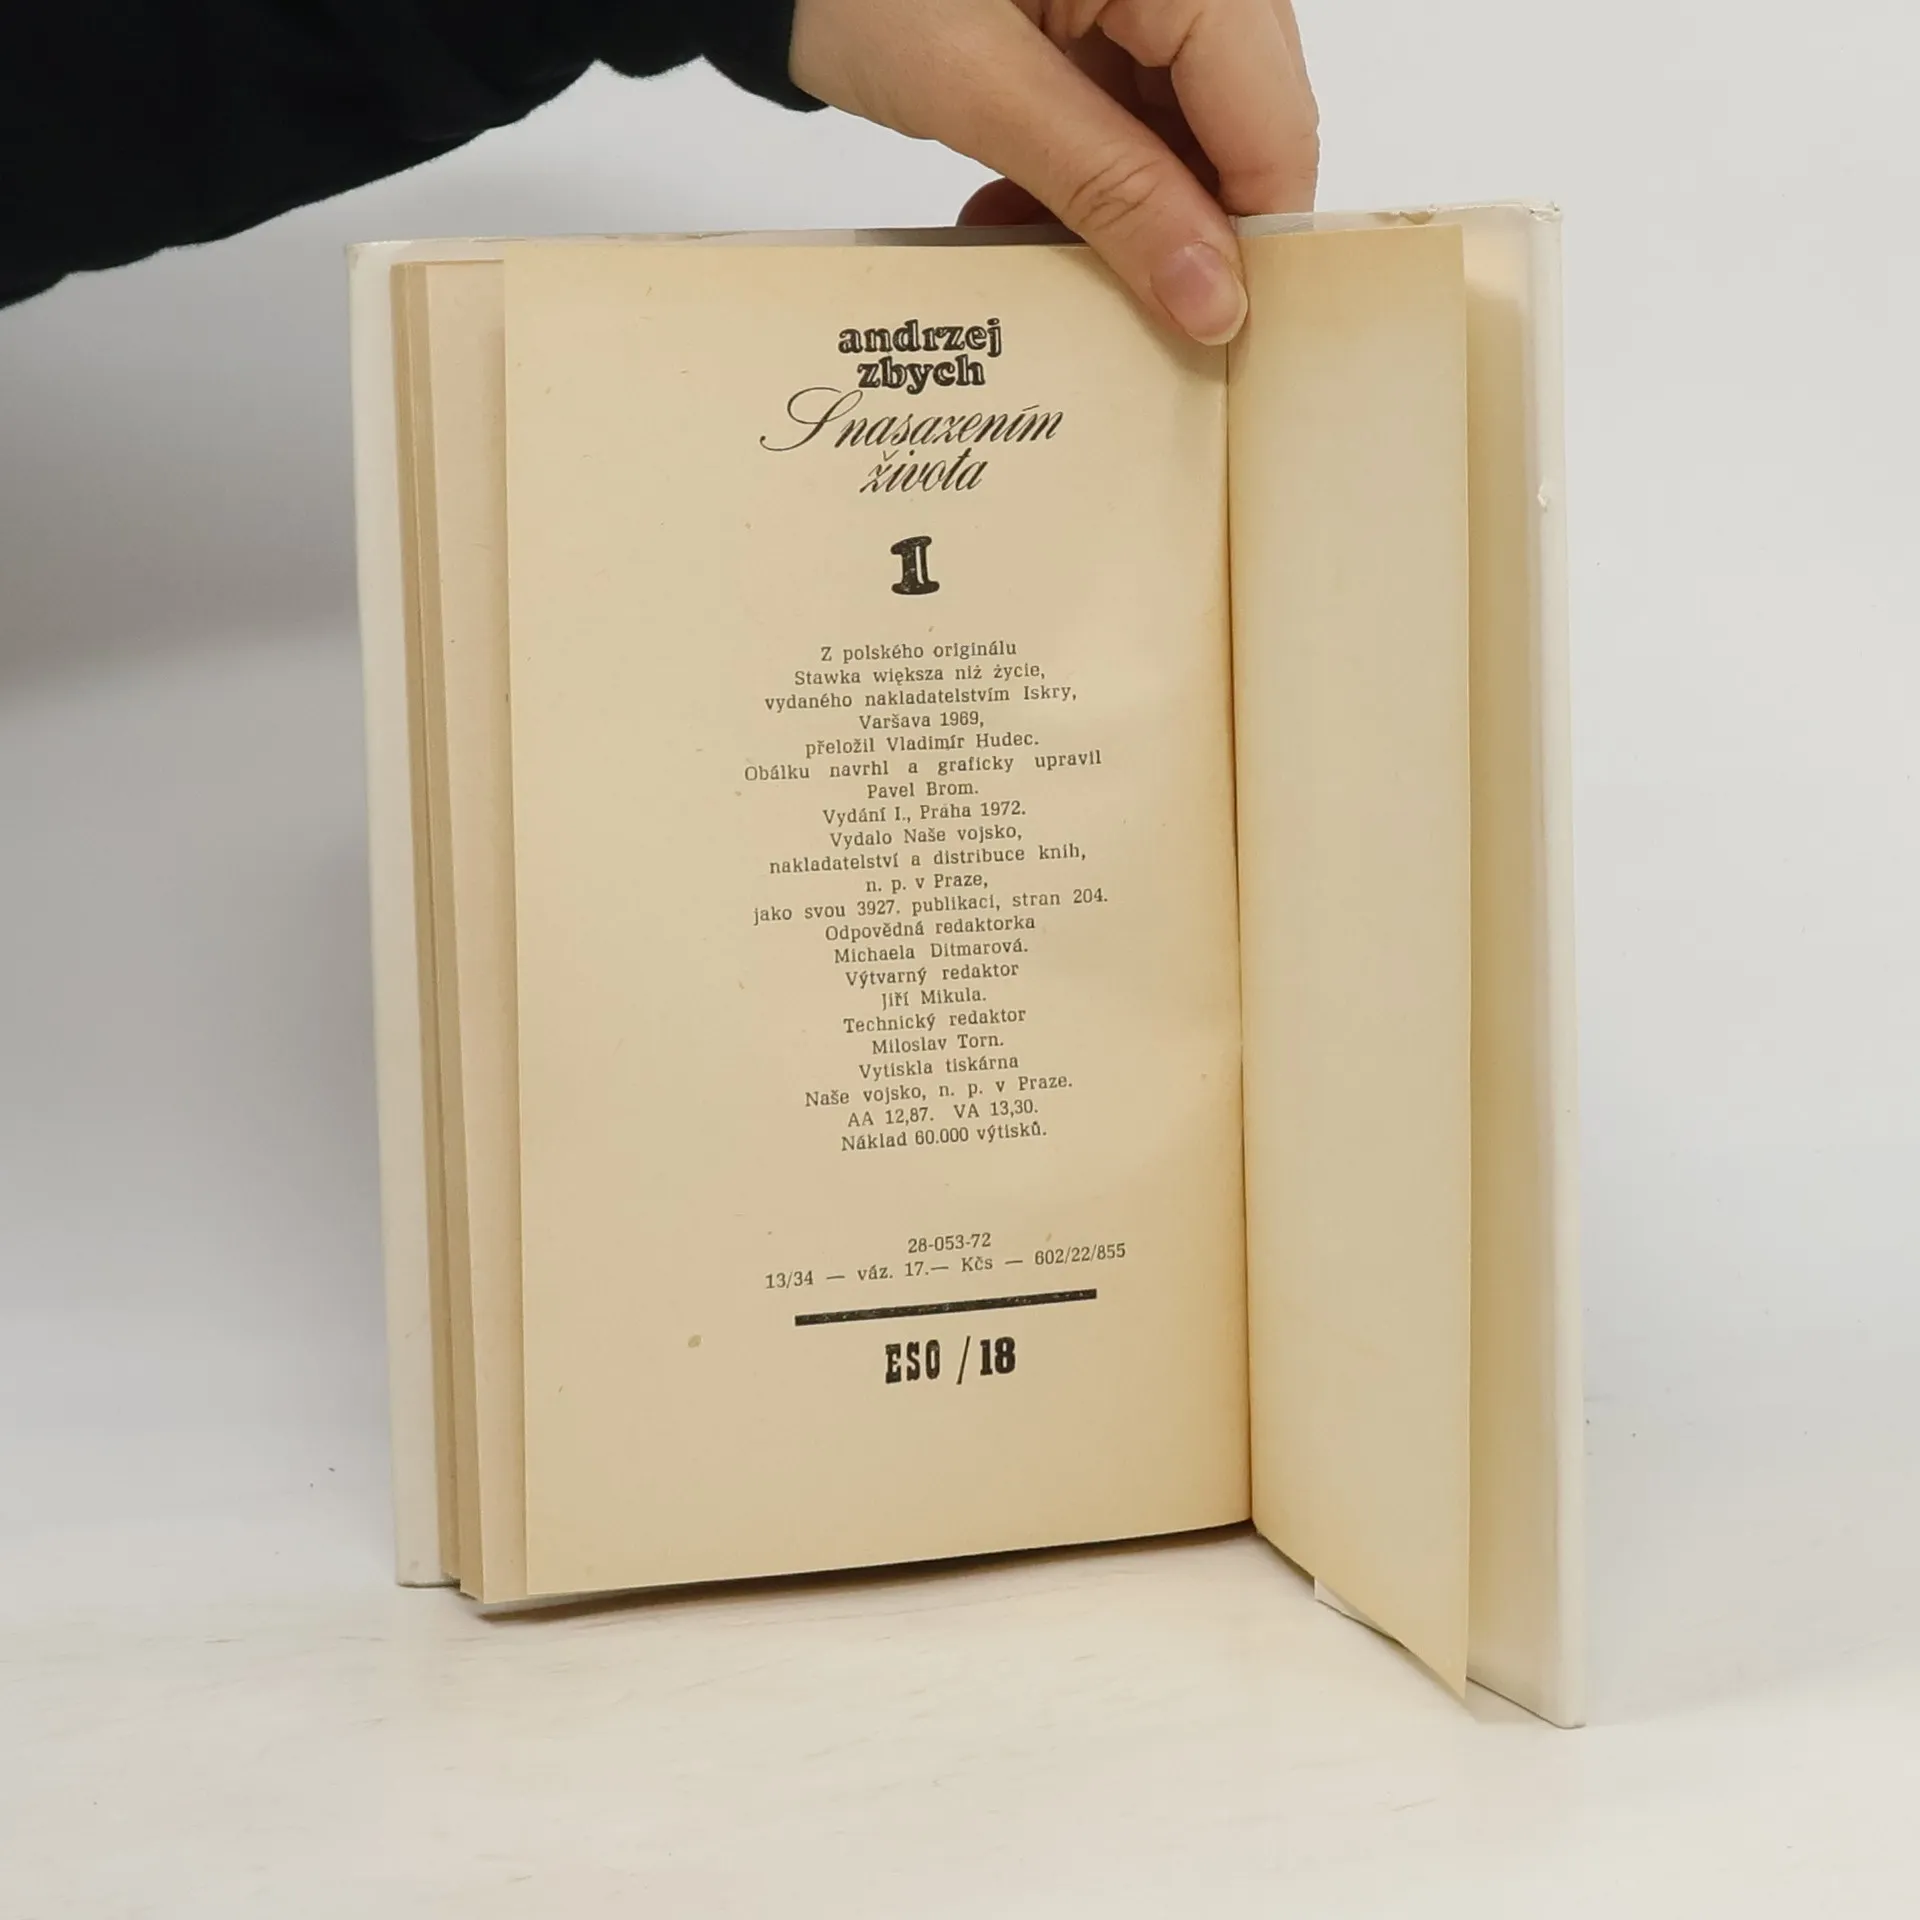 andrzej
zbych
S nasazením
života
1
Z polského originálu
Stawka większa niż życie,
vydaného nakladatelstvím Iskry,
Varšava 1969,
přeložil Vladimír Hudec.
Obálku navrhl a graficky upravil
Pavel Brom.
Vydání I., Praha 1972.
Vydalo Naše vojsko,
nakladatelství a distribuce knih,
n. p. v Praze,
jako svou 3927. publikaci, stran 204.
Odpovědná redaktorka
Michaela Ditmarová.
Výtvarný redaktor
Jiří Mikula.
Technický redaktor
Miloslav Torn.
Vytiskla tiskárna
Naše vojsko, n. p. v Praze.
AA 12,87. VA 13,30.
Náklad 60.000 výtisků.
28-053-72
13/34 — váz. 17.— Kčs — 602/22/855
ESO / 18